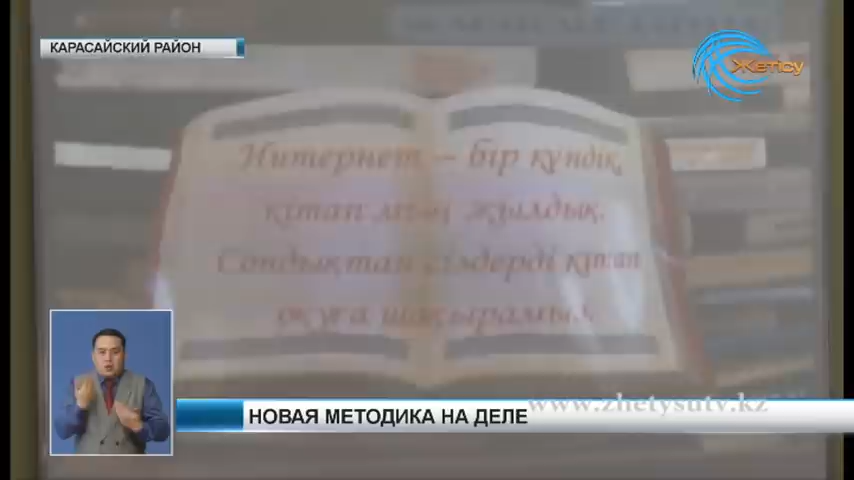 КАРАСАЙСКИЙ РАЙОН
Жетісу
Интернет – бір күндік,
кітап мың жылдық.
Сондықтан сіздерді кітап
оқуға шақырамыз.
www.zhetysutv.kz
НОВАЯ МЕТОДИКА НА ДЕЛЕ